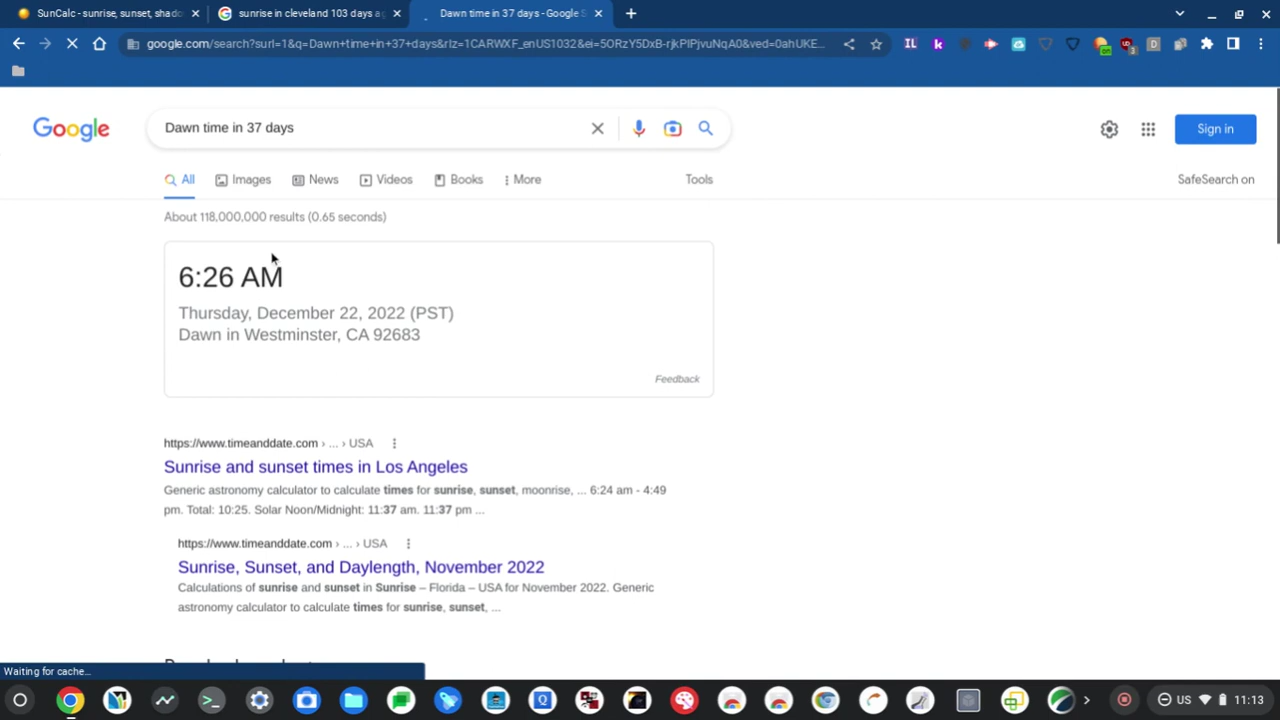 SunCalc - sunrise, sunset, shado
sunrise in cleveland 103 days ag
Dawn time in 37 days - Google S
google.com/search?surl=1&q=Dawn+time+in+37+days&rlz=1CARWXF_enUS1032&ei=5ORzY5DxB-rjkPIPjvuNqA0&ved=0ahUKE...
Google
Dawn time in 37 days
Sign in
All
Images
News
Videos
Books
More
Tools
SafeSearch on
About 118,000,000 results (0.65 seconds)
6:26 AM
Thursday, December 22, 2022 (PST)
Dawn in Westminster, CA 92683
Feedback
https://www.timeanddate.com › ... › USA
Sunrise and sunset times in Los Angeles
Generic astronomy calculator to calculate times for sunrise, sunset, moonrise, ... 6:24 am - 4:49
pm. Total: 10:25. Solar Noon/Midnight: 11:37 am. 11:37 pm ...
https://www.timeanddate.com › ... › USA
Sunrise, Sunset, and Daylength, November 2022
Calculations of sunrise and sunset in Sunrise – Florida – USA for November 2022. Generic
astronomy calculator to calculate times for sunrise, sunset, ...
Waiting for cache...
US
11:13